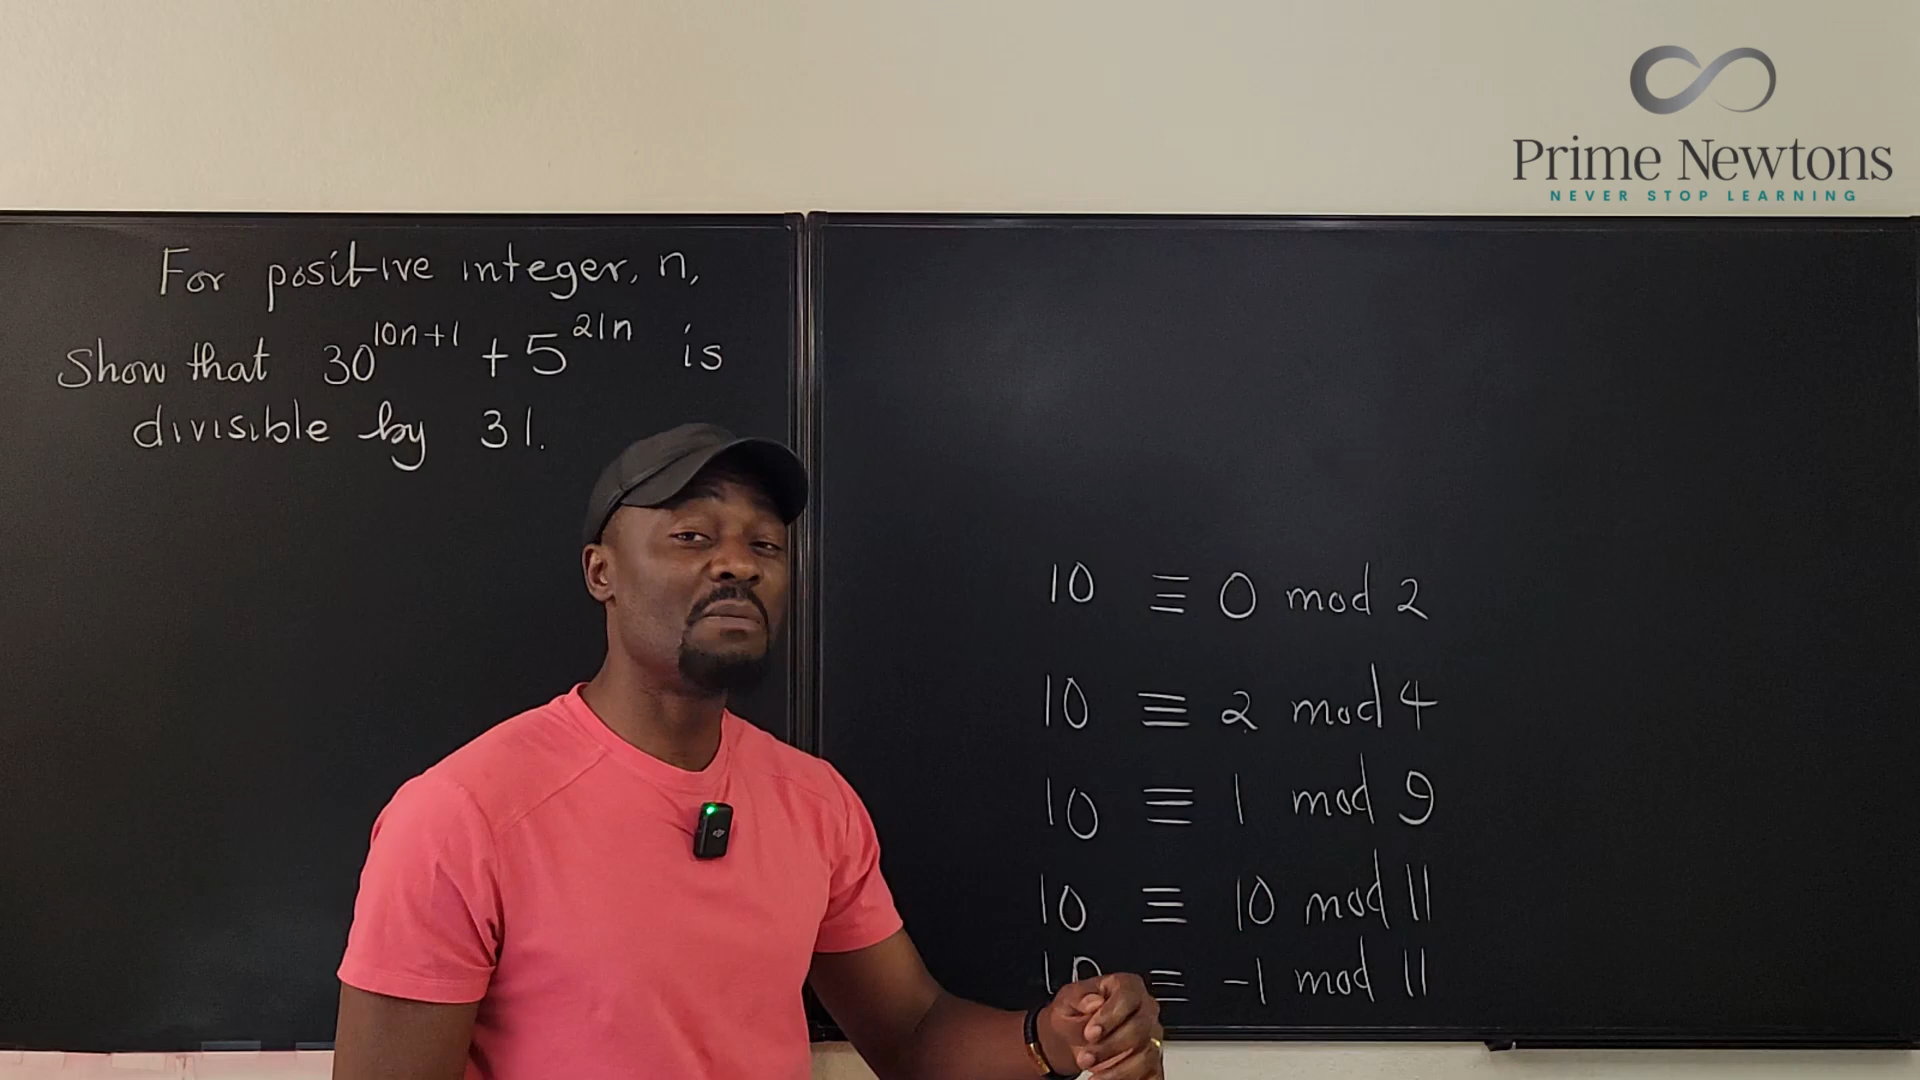 Prime Newtons
NEVER STOP LEARNING
For positive integer, n,
Show that 30^{10n+1} + 5^{21n} is
divisible by 31.
10 ≡ 0 mod 2
10 ≡ 2 mod 4
10 ≡ 1 mod 9
10 ≡ 10 mod 11
10 ≡ -1 mod 11